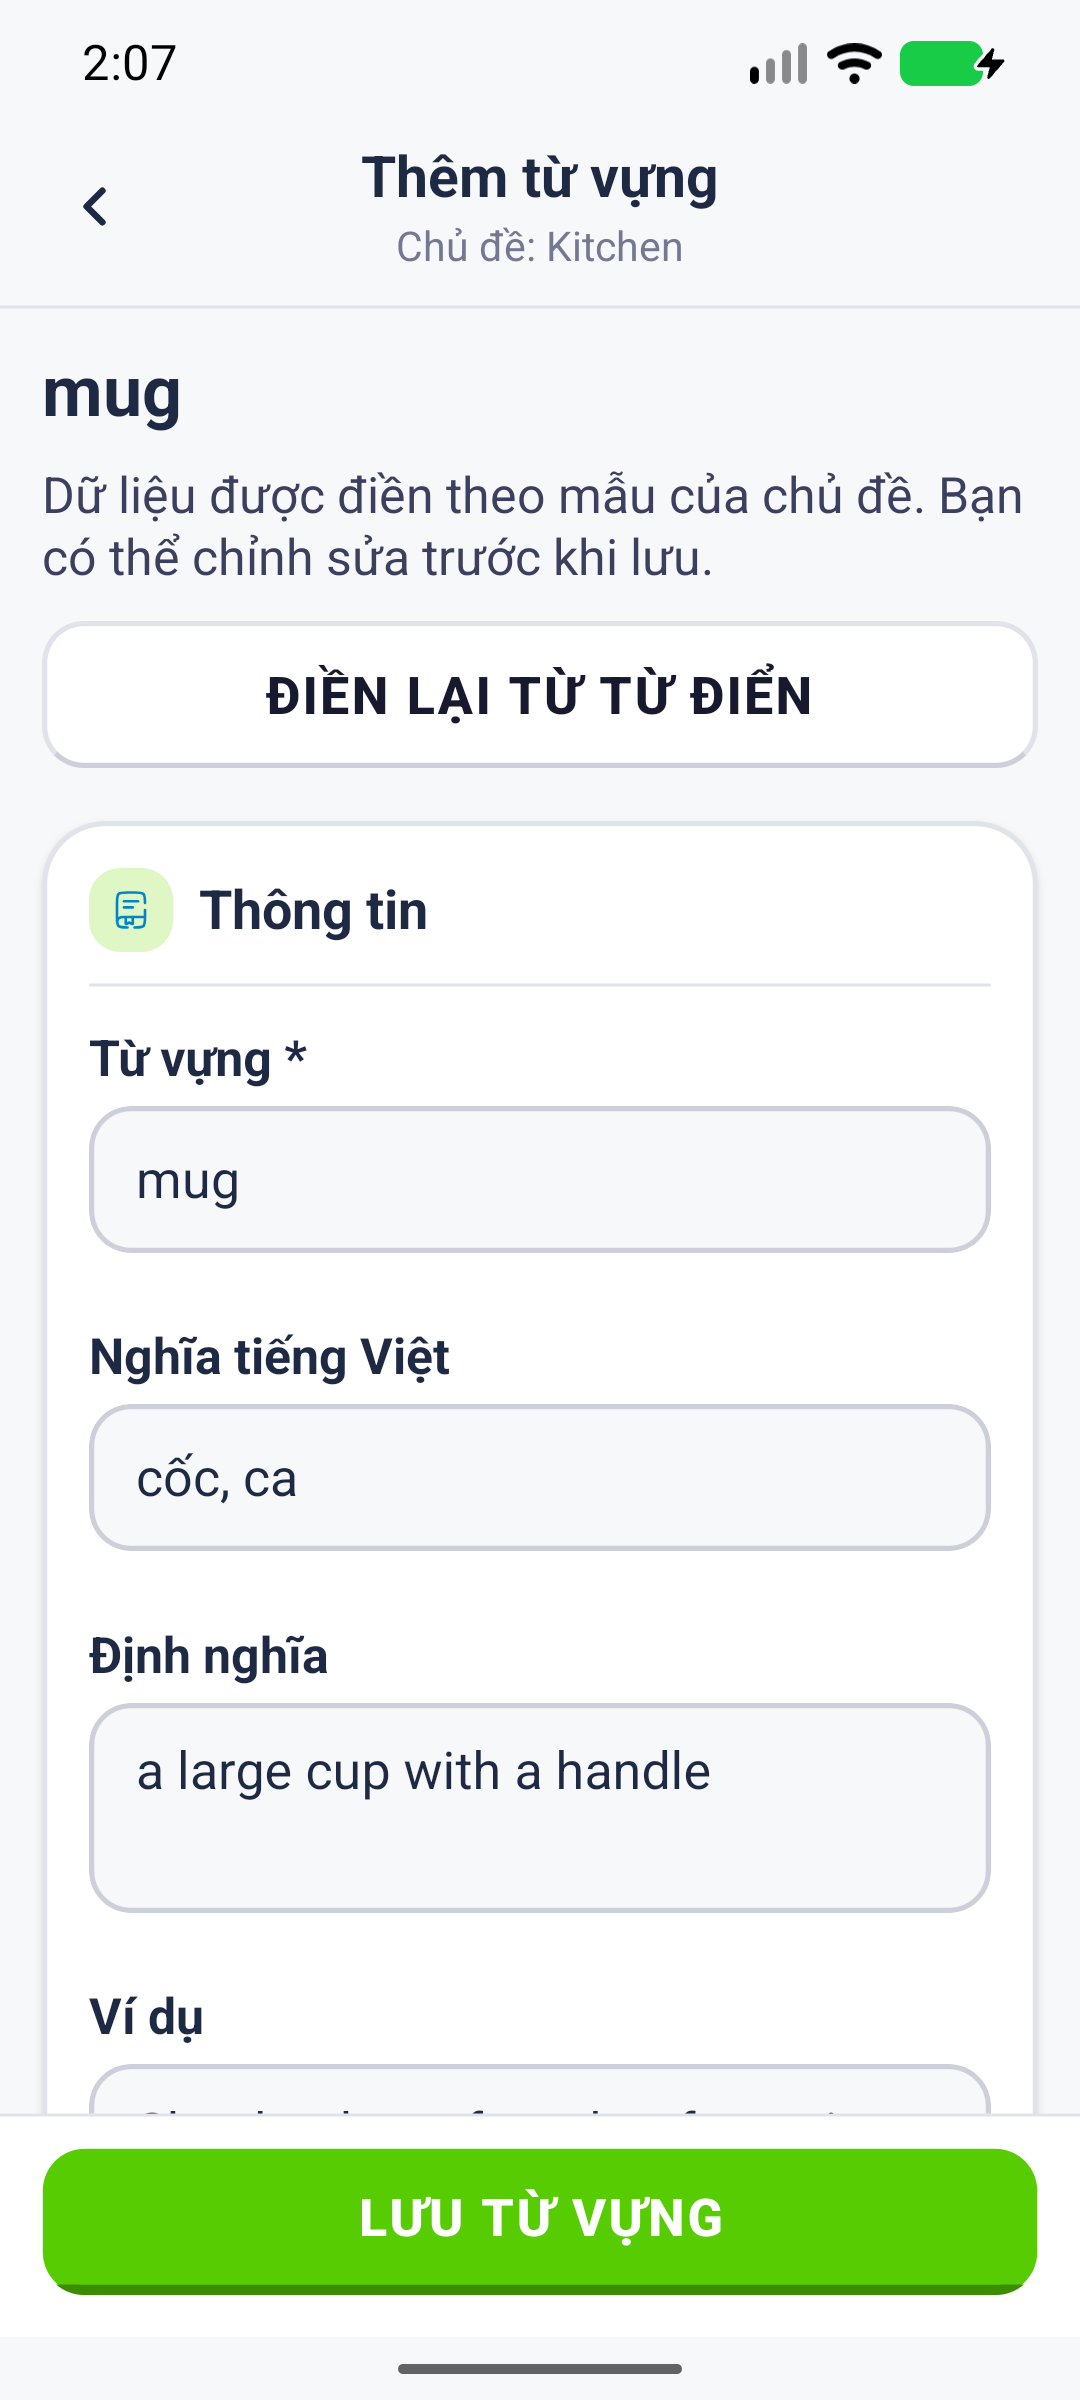 2:07
Thêm từ vựng
Chủ đề: Kitchen
mug
Dữ liệu được điền theo mẫu của chủ đề. Bạn
có thể chỉnh sửa trước khi lưu.
ĐIỀN LẠI TỪ TỪ ĐIỂN
Thông tin
Từ vựng *
mug
Nghĩa tiếng Việt
cốc, ca
Định nghĩa
a large cup with a handle
Ví dụ
LƯU TỪ VỰNG